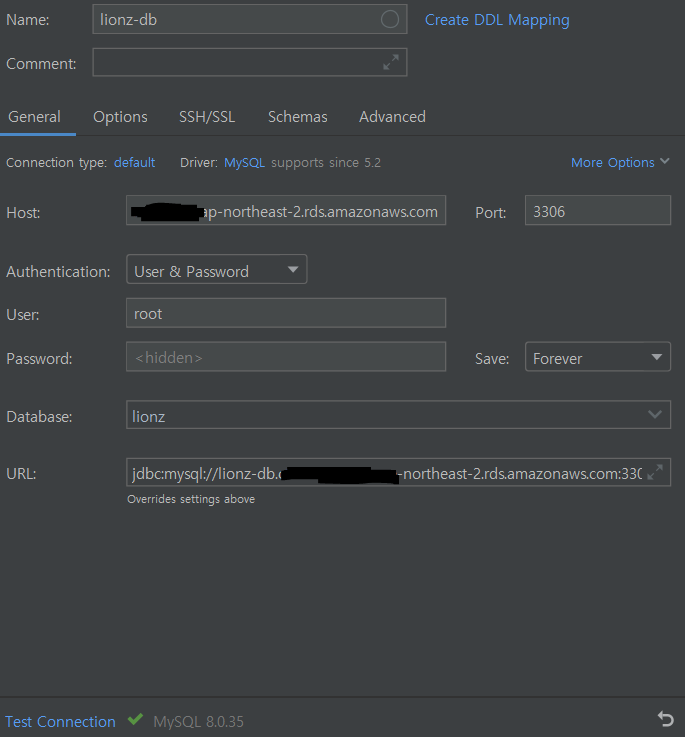 Name: lionz-db Create DDL Mapping
Comment:
General Options SSH/SSL Schemas Advanced
Connection type: default Driver: MySQL supports since 5.2 More Options
Host: ap-northeast-2.rds.amazonaws.com Port: 3306
Authentication: User & Password
User: root
Password: <hidden> Save: Forever
Database: lionz
URL: jdbc:mysql://lionz-db. -northeast-2.rds.amazonaws.com:330
Overrides settings above
Test Connection MySQL 8.0.35